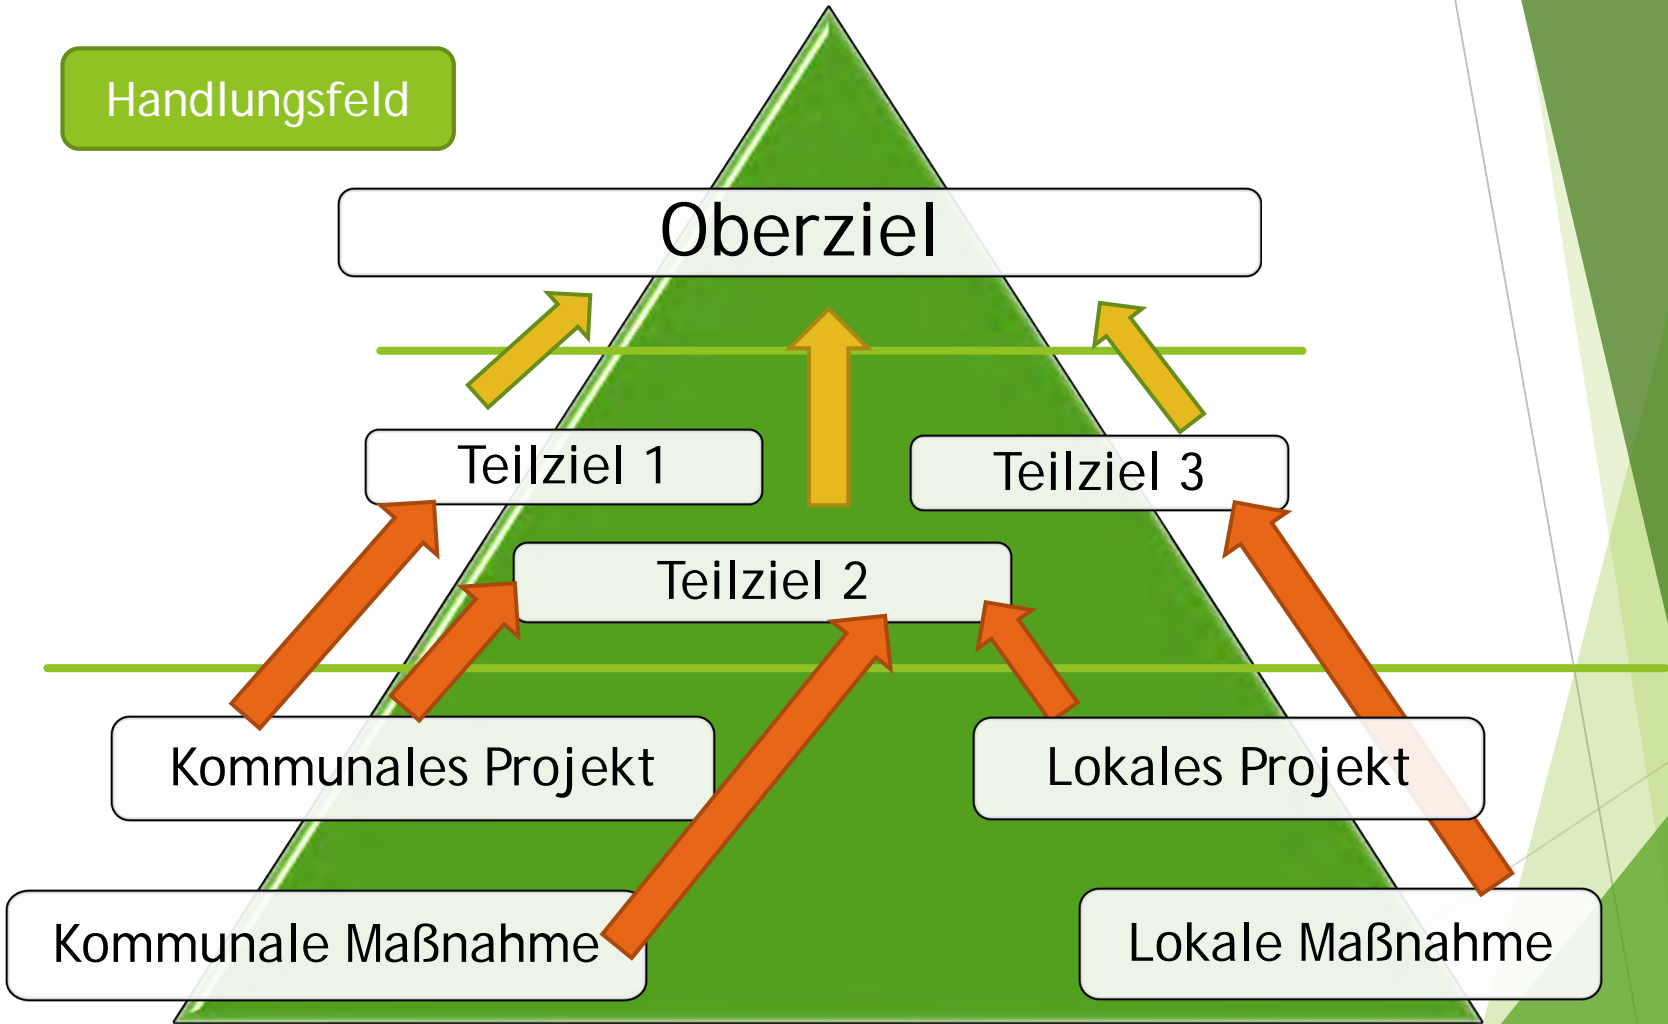 Handlungsfeld
Oberziel
Teilziel 1
Teilziel 3
Teilziel 2
Kommunales Projekt
Lokales Projekt
Kommunale Maßnahme
Lokale Maßnahme